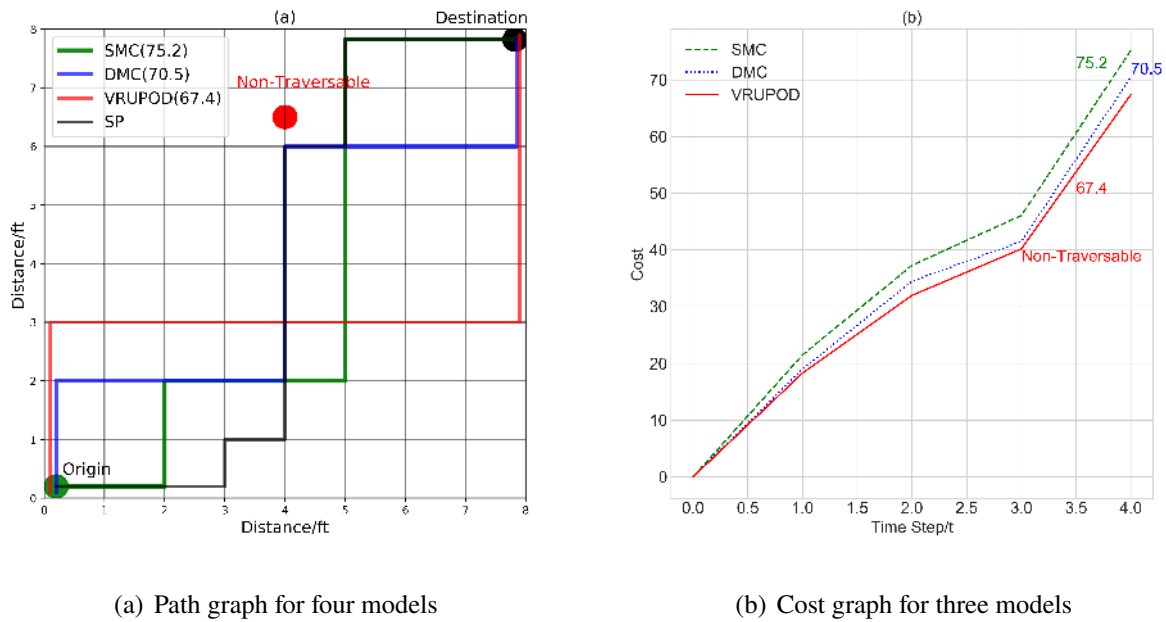 (a)
Destination
SMC(75.2)
DMC(70.5)
VRUPOD(67.4)
SP
Non-Traversable
Origin
8
7
6
5
4
3
2
1
0
0 1 2 3 4 5 6 7 8
Distance/ft
Distance/ft
(b)
SMC
DMC
VRUPOD
75.2
70.5
67.4
Non-Traversable
70
60
50
40
30
20
10
0
Cost
0.0 0.5 1.0 1.5 2.0 2.5 3.0 3.5 4.0
Time Step/t
(a) Path graph for four models
(b) Cost graph for three models